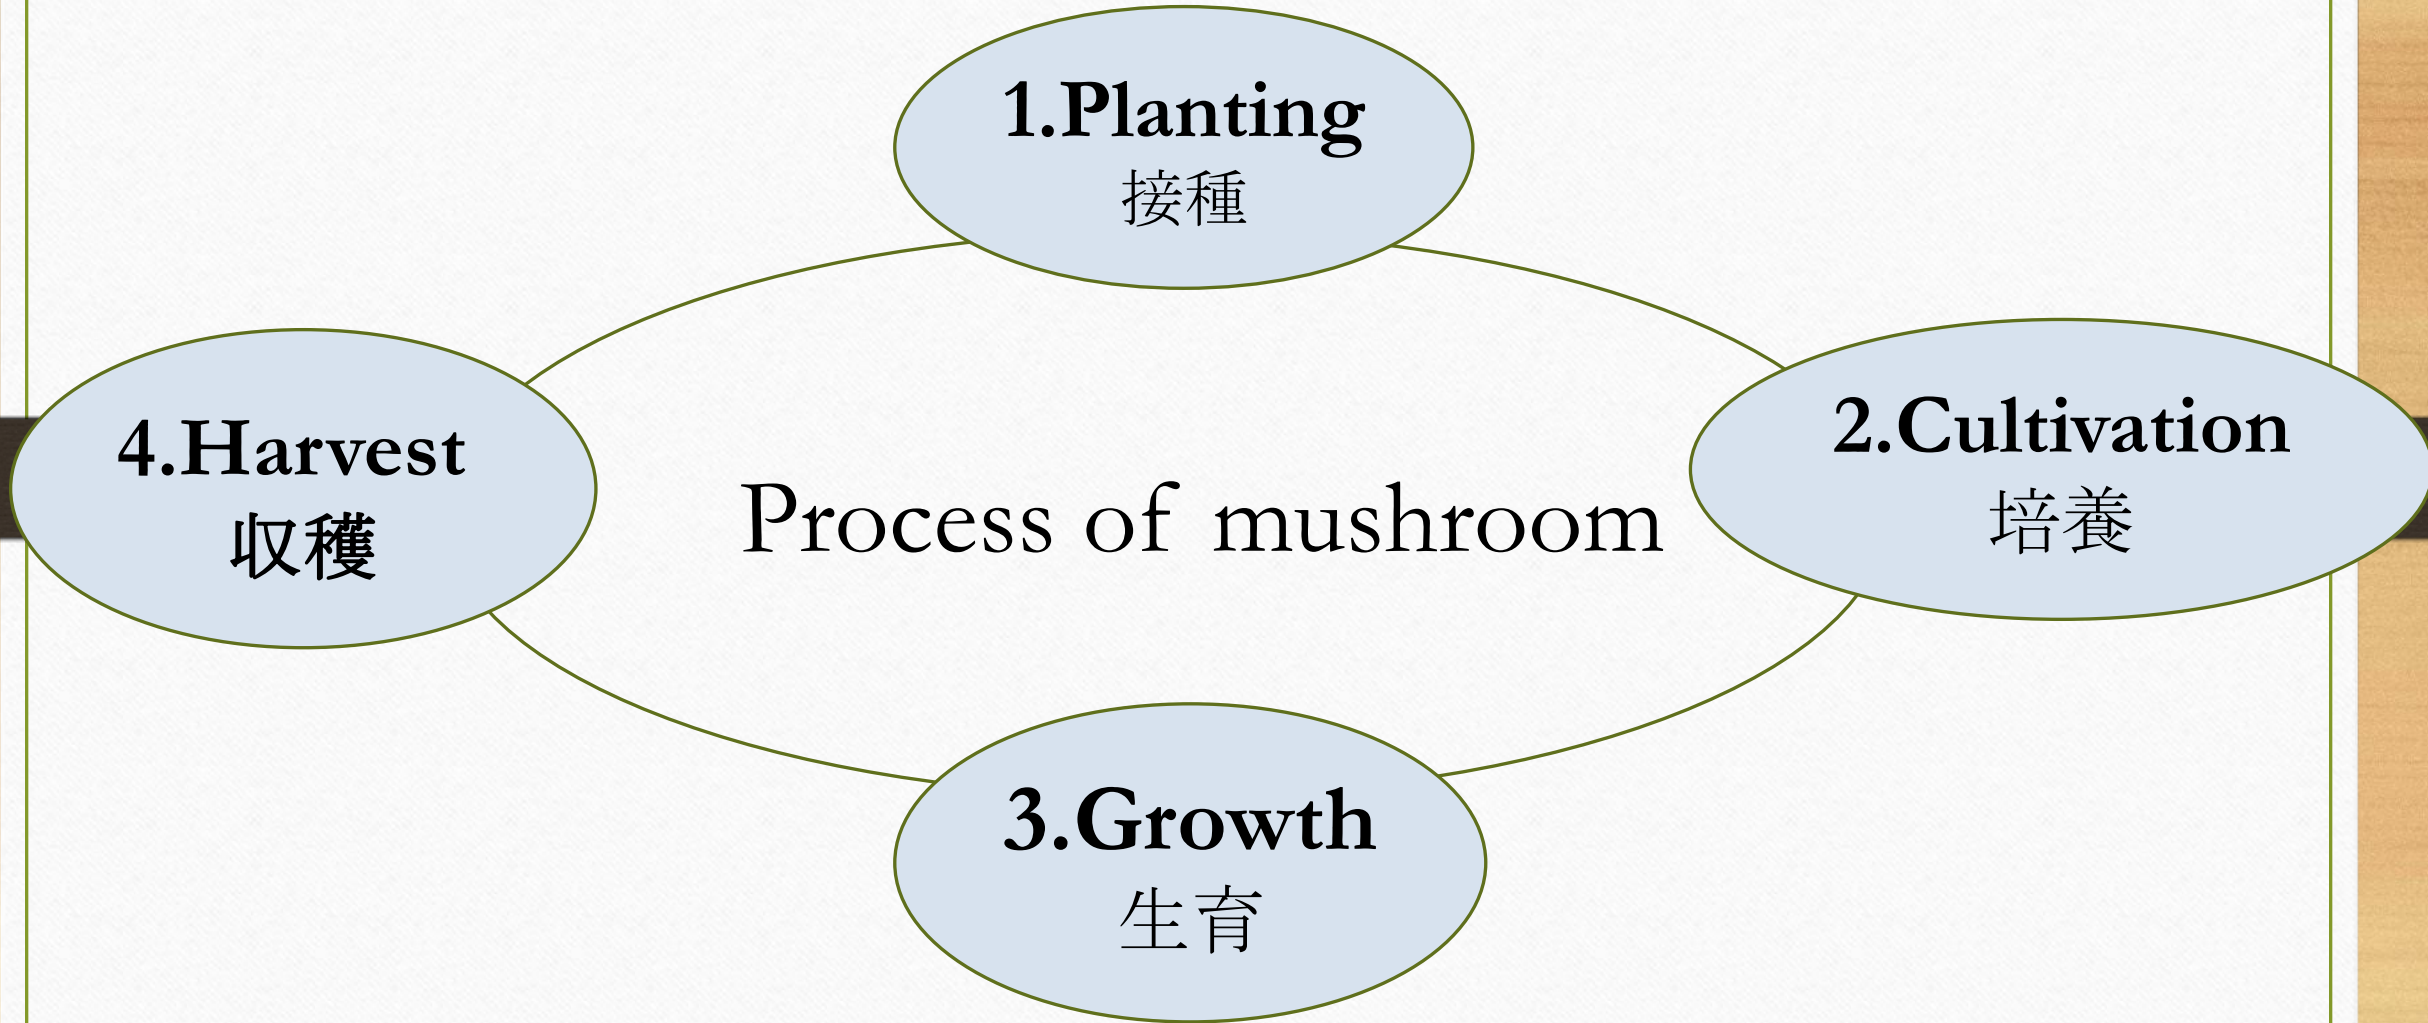 1.Planting
接種
2.Cultivation
培養
Process of mushroom
3.Growth
生育
4.Harvest
収穫